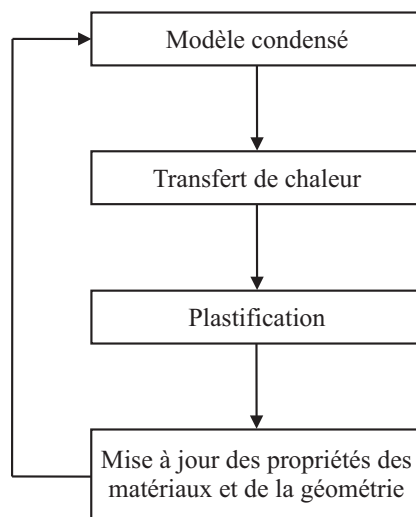 Modèle condensé
Transfert de chaleur
Plastification
Mise à jour des propriétés des
matériaux et de la géométrie